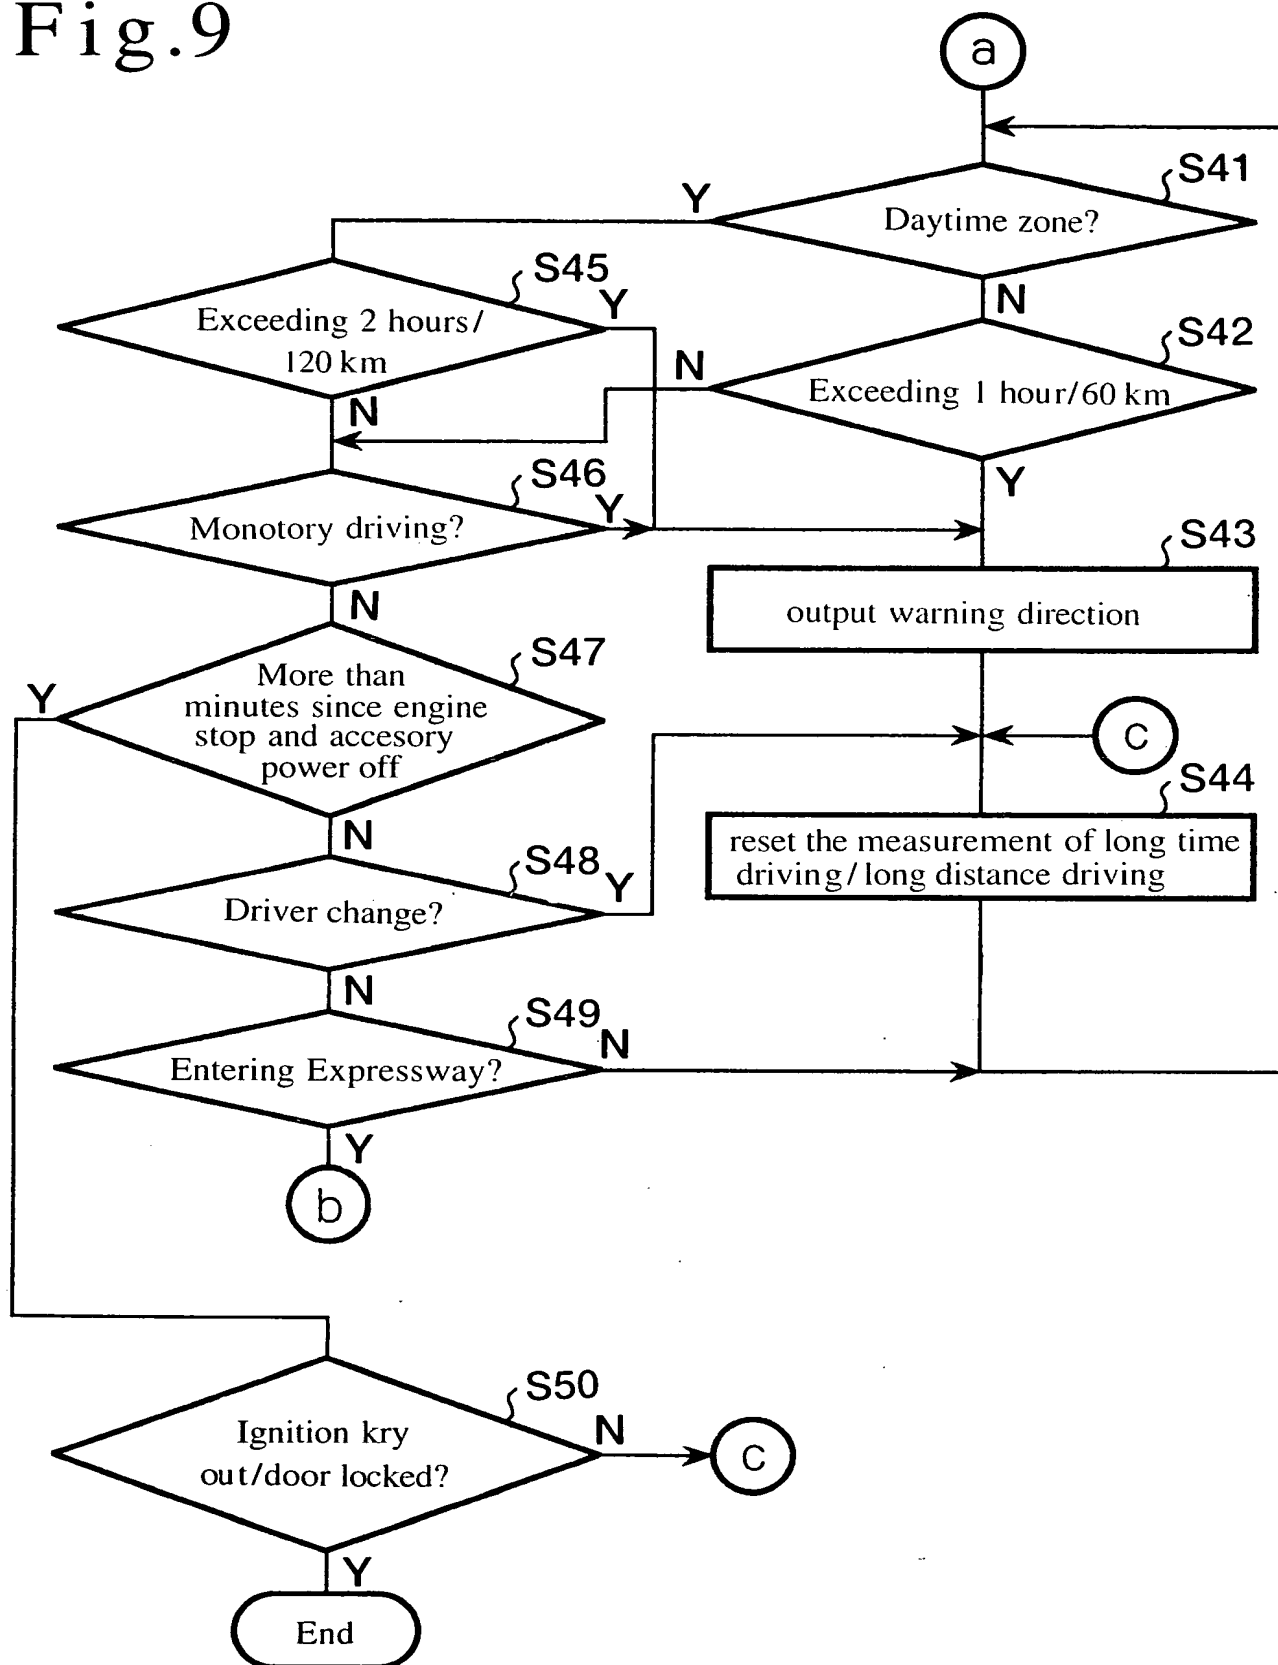 Fig.9
a
S41
Y
Daytime zone?
N
S45
Y
Exceeding 2 hours/
120 km
N
S42
N
Exceeding 1 hour/60 km
Y
S46
Y
Monotory driving?
N
S43
output warning direction
S47
Y
More than
minutes since engine
stop and accesory
power off
N
c
S44
reset the measurement of long time
driving/long distance driving
S48
Y
Driver change?
N
S49
N
Entering Expressway?
Y
b
S50
Ignition kry
out/door locked?
N
c
Y
End